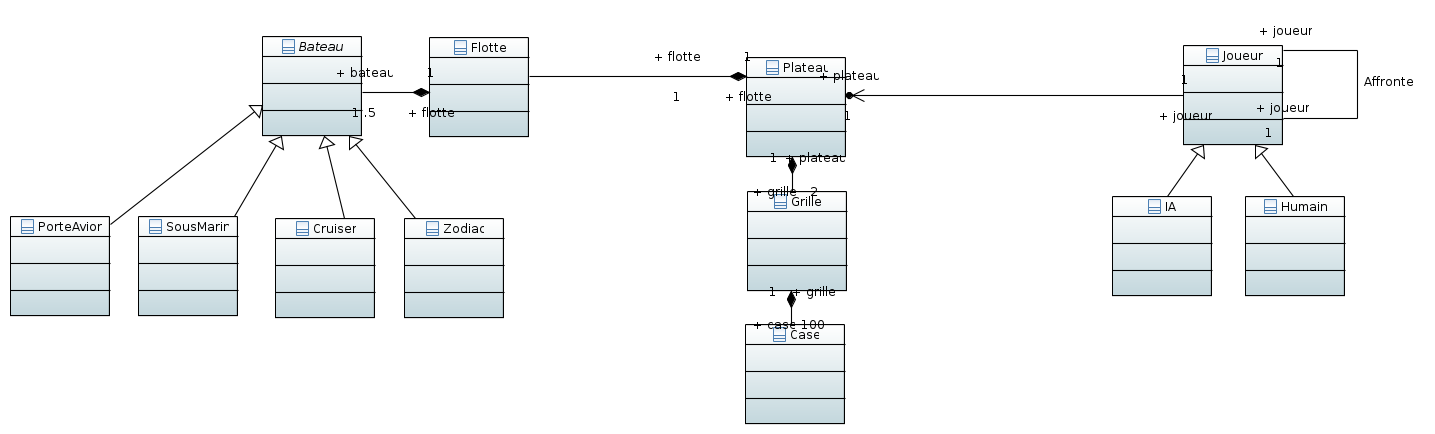 Bateau
Flotte
+ bateau
1
1..5
+ flotte
+ flotte
1
1
+ flotte
Plateau
+ plateau
1
+ joueur
Joueur
1
1
Affronte
+ joueur
+ joueur
1
1
+ plateau
+ grille
2
Grille
PorteAvion
SousMarin
Cruiser
Zodiac
IA
Humain
1
+ grille
+ case
100
Case